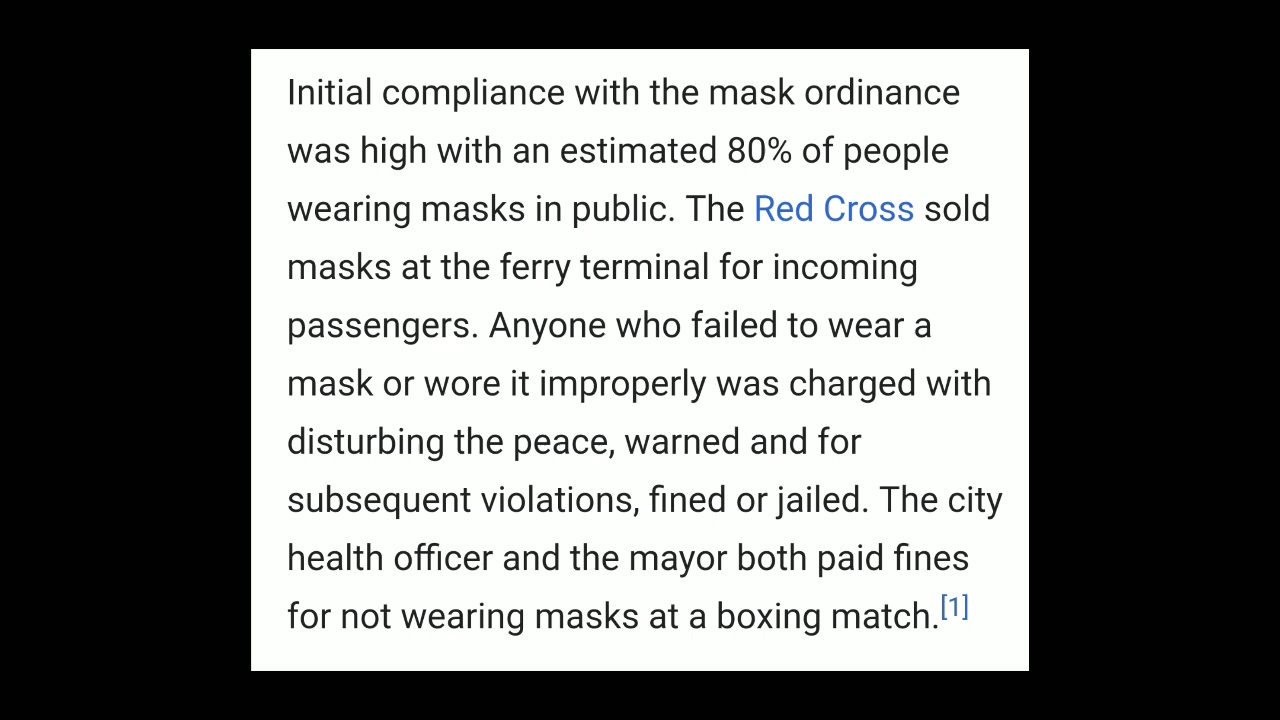 Initial compliance with the mask ordinance
was high with an estimated 80% of people
wearing masks in public. The Red Cross sold
masks at the ferry terminal for incoming
passengers. Anyone who failed to wear a
mask or wore it improperly was charged with
disturbing the peace, warned and for
subsequent violations, fined or jailed. The city
health officer and the mayor both paid fines
for not wearing masks at a boxing match.[1]